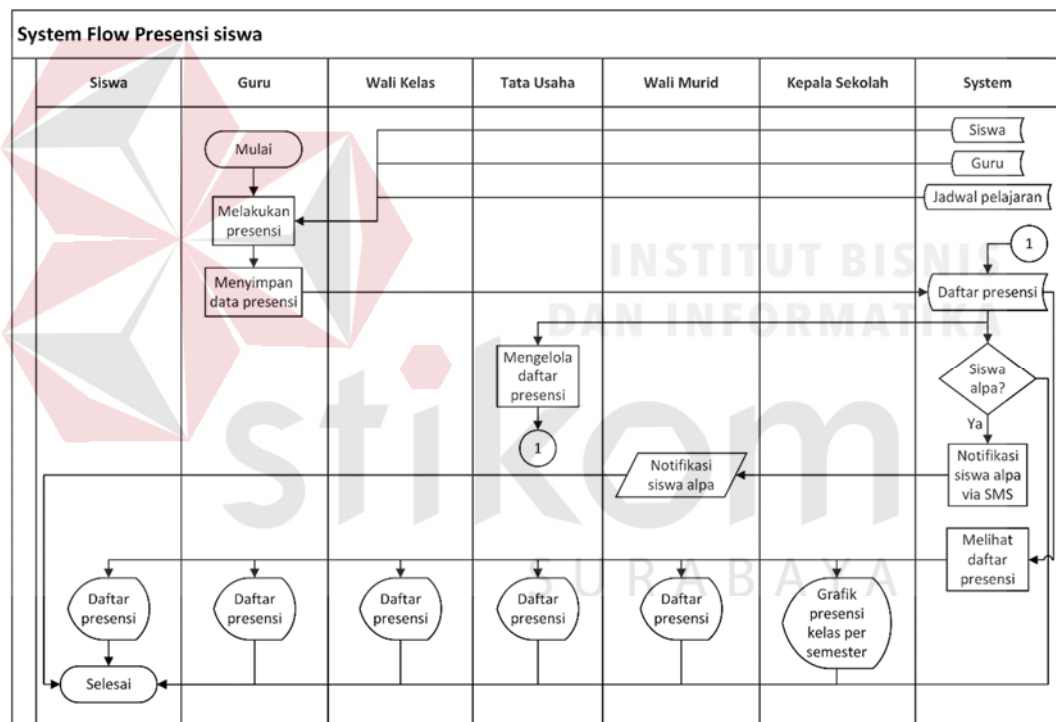 System Flow Presensi siswa
Siswa
Guru
Wali Kelas
Tata Usaha
Wali Murid
Kepala Sekolah
System
Siswa
Mulai
Guru
Jadwal pelajaran
Melakukan
presensi
1
INSTITUT BISNIS
DAN INFORMATIKA
Menyimpan
data presensi
Daftar presensi
Mengelola
daftar
presensi
Siswa
alpa?
Ya
1
stikom
SURABAYA
Notifikasi
siswa alpa
Notifikasi
siswa alpa
via SMS
Melihat
daftar
presensi
Daftar
presensi
Daftar
presensi
Daftar
presensi
Daftar
presensi
Daftar
presensi
Grafik
presensi
kelas per
semester
Selesai